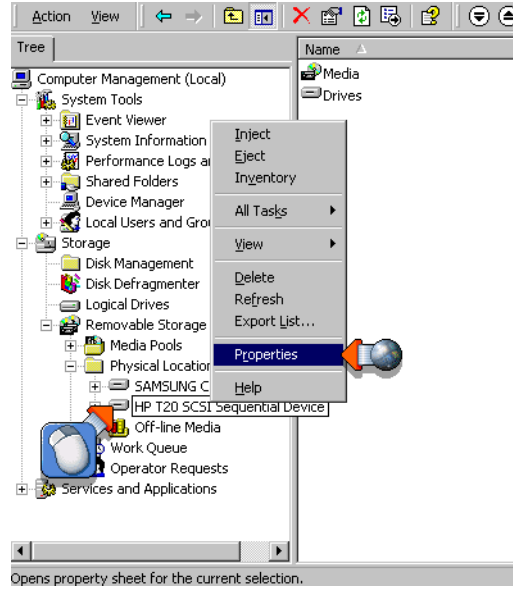 Action View
Tree
Name
Computer Management (Local)
System Tools
Event Viewer
System Information
Performance Logs a
Shared Folders
Device Manager
Local Users and Gro
Storage
Disk Management
Disk Defragmenter
Logical Drives
Removable Storage
Media Pools
Physical Location
SAMSUNG C
HP T20 SCSI Sequential Device
Off-line Media
Work Queue
Operator Requests
Services and Applications
Media
Drives
Inject
Eject
Inventory
All Tasks
View
Delete
Refresh
Export List...
Properties
Help
Opens property sheet for the current selection.